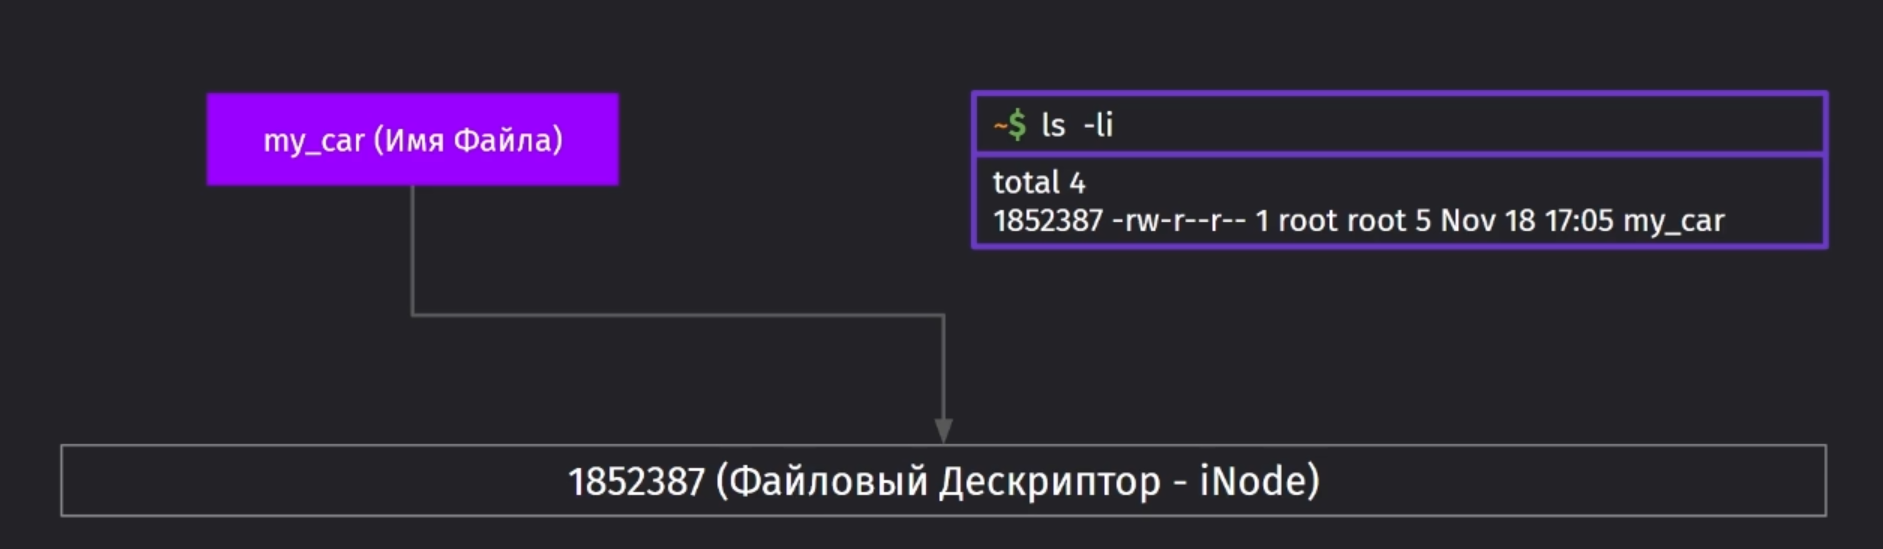 my_car (Имя Файла)
~$ ls -li
total 4
1852387 -rw-r--r-- 1 root root 5 Nov 18 17:05 my_car
1852387 (Файловый Дескриптор - iNode)